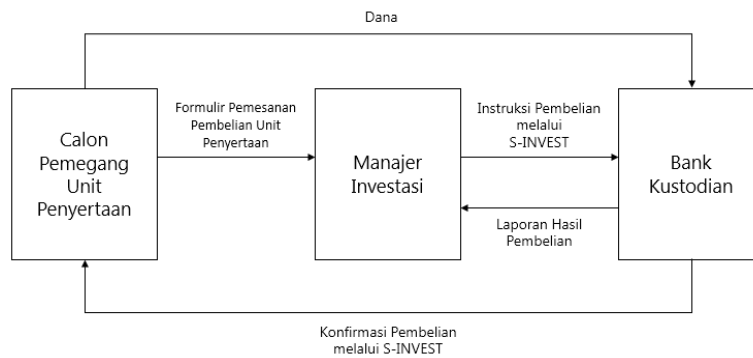 Dana
Calon
Pemegang
Unit
Penyertaan
Formulir Pemesanan
Pembelian Unit
Penyertaan
Manajer
Investasi
Instruksi Pembelian
melalui
S-INVEST
Laporan Hasil
Pembelian
Bank
Kustodian
Konfirmasi Pembelian
melalui S-INVEST